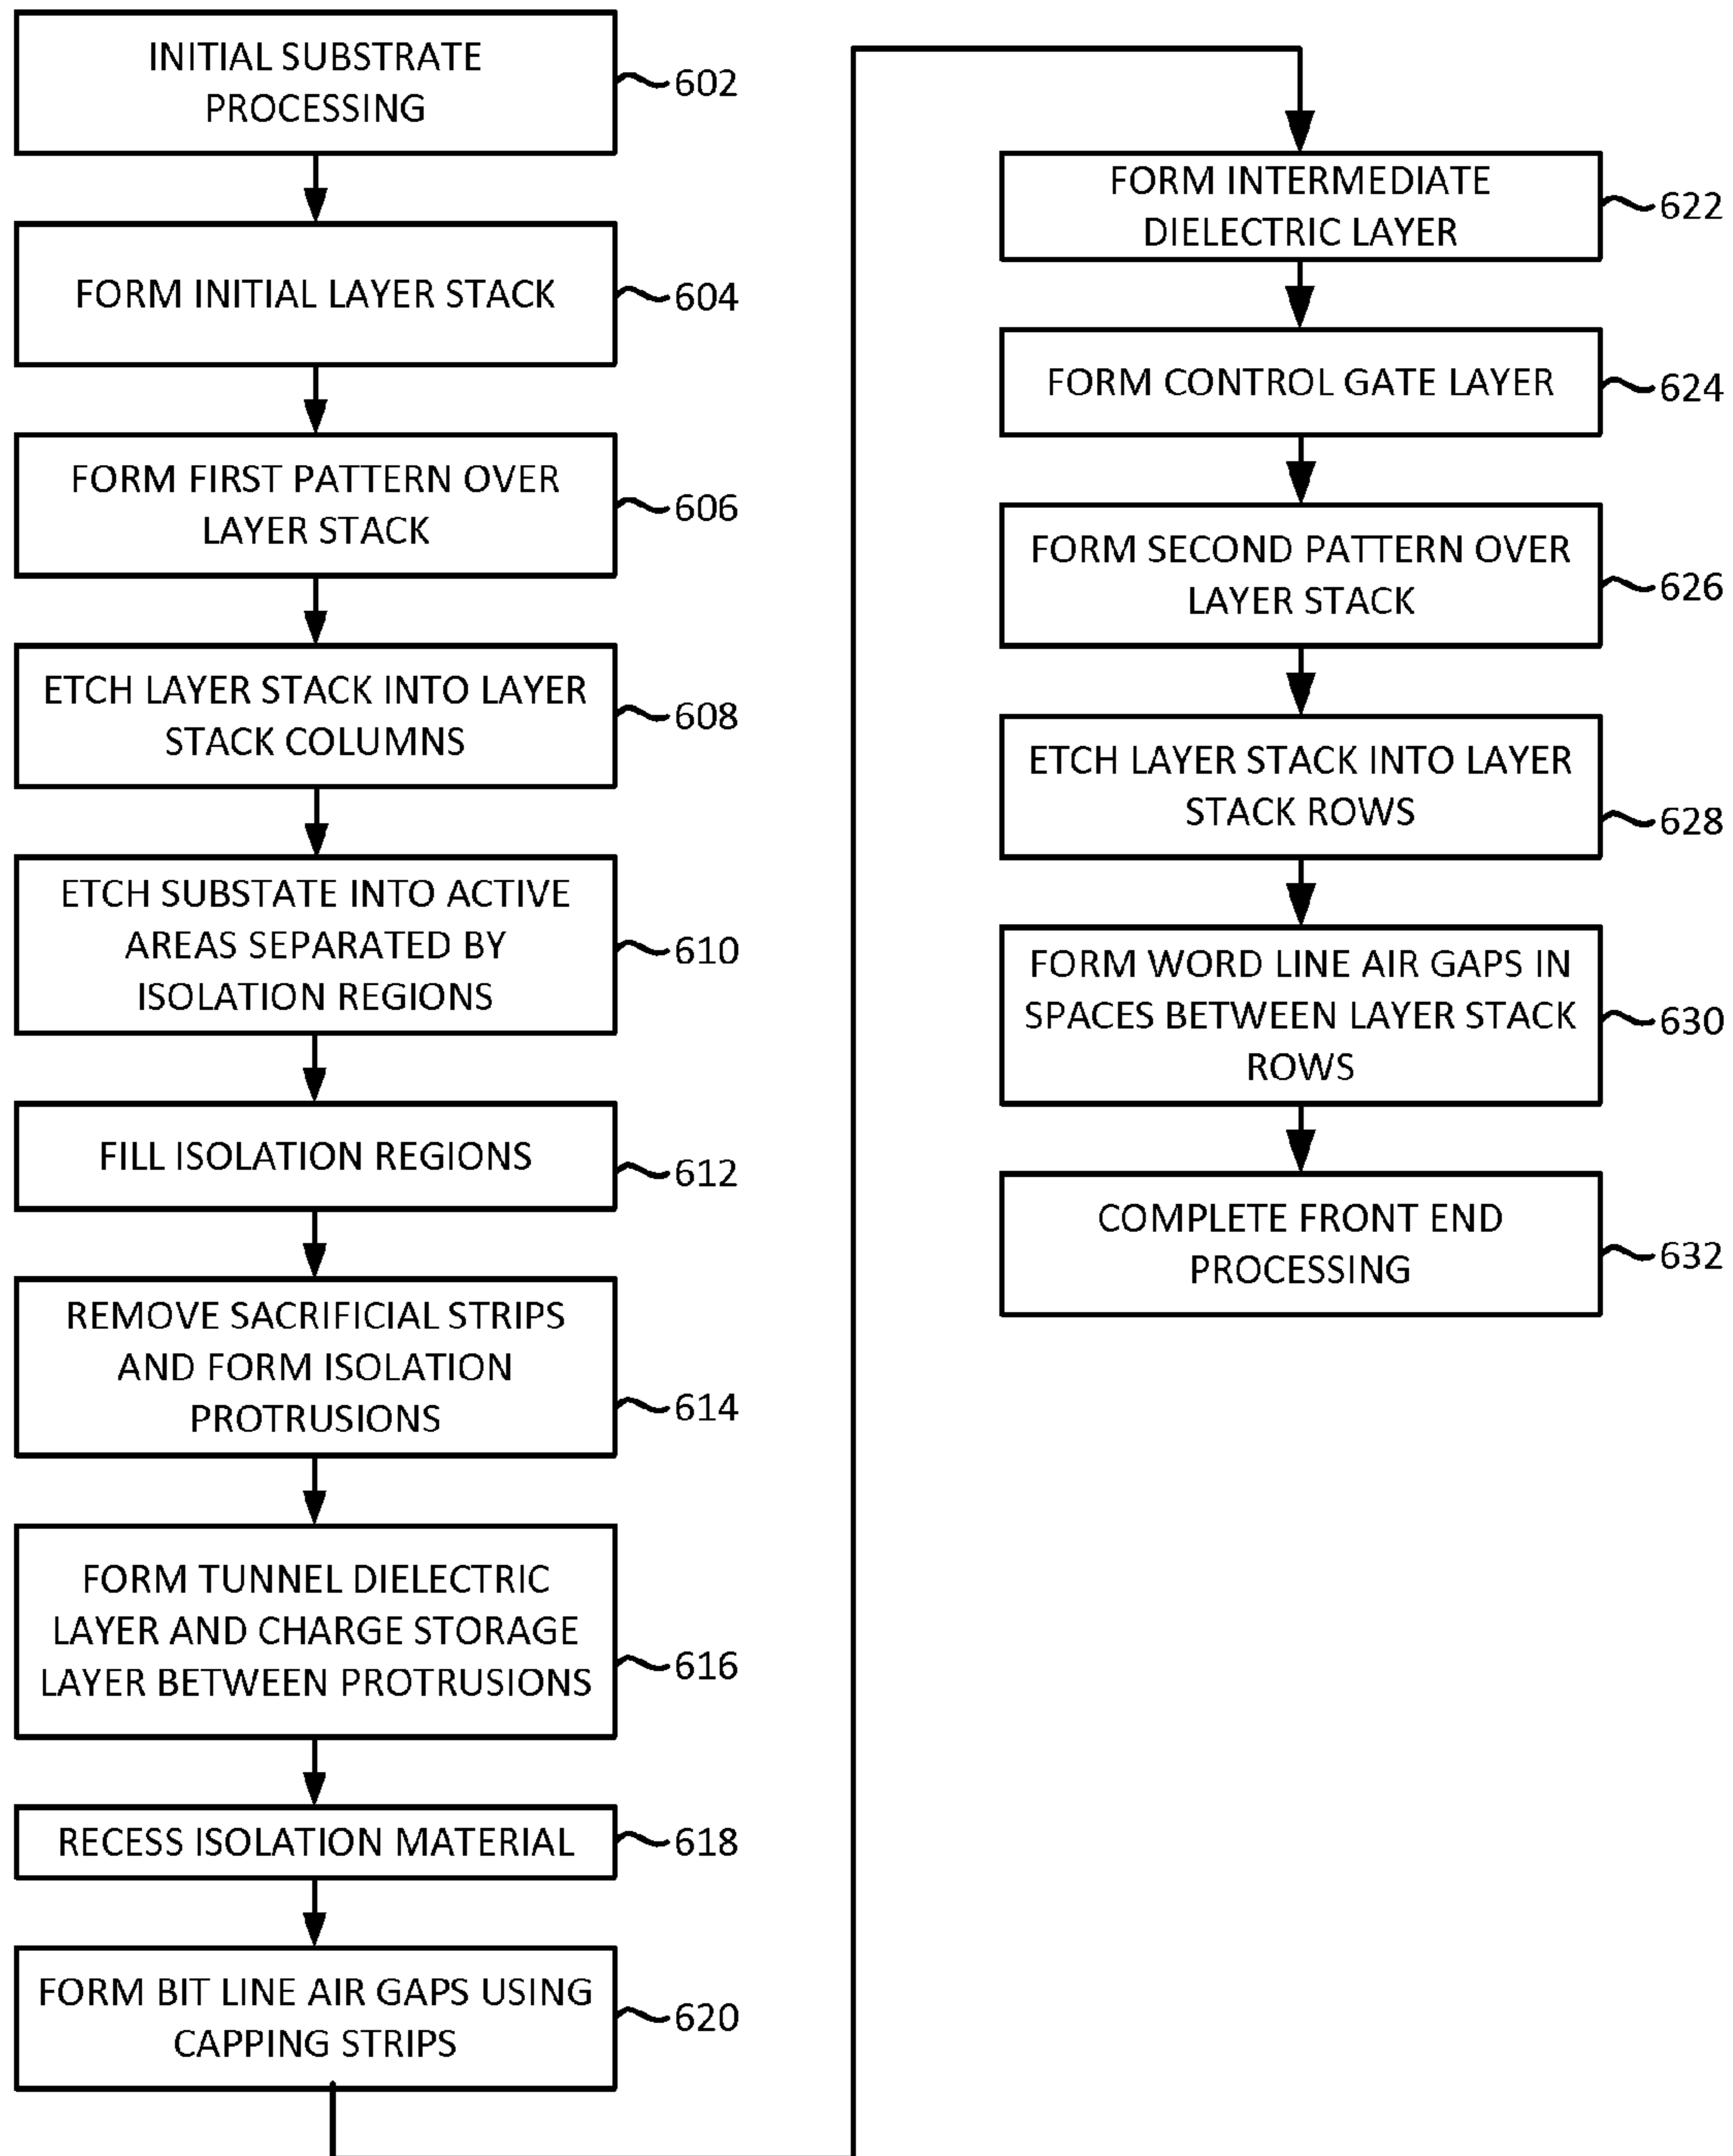 INITIAL SUBSTRATE
PROCESSING
602
FORM INITIAL LAYER STACK
604
FORM FIRST PATTERN OVER
LAYER STACK
606
ETCH LAYER STACK INTO LAYER
STACK COLUMNS
608
ETCH SUBSTATE INTO ACTIVE
AREAS SEPARATED BY
ISOLATION REGIONS
610
FILL ISOLATION REGIONS
612
REMOVE SACRIFICIAL STRIPS
AND FORM ISOLATION
PROTRUSIONS
614
FORM TUNNEL DIELECTRIC
LAYER AND CHARGE STORAGE
LAYER BETWEEN PROTRUSIONS
616
RECESS ISOLATION MATERIAL
618
FORM BIT LINE AIR GAPS USING
CAPPING STRIPS
620
FORM INTERMEDIATE
DIELECTRIC LAYER
622
FORM CONTROL GATE LAYER
624
FORM SECOND PATTERN OVER
LAYER STACK
626
ETCH LAYER STACK INTO LAYER
STACK ROWS
628
FORM WORD LINE AIR GAPS IN
SPACES BETWEEN LAYER STACK
ROWS
630
COMPLETE FRONT END
PROCESSING
632